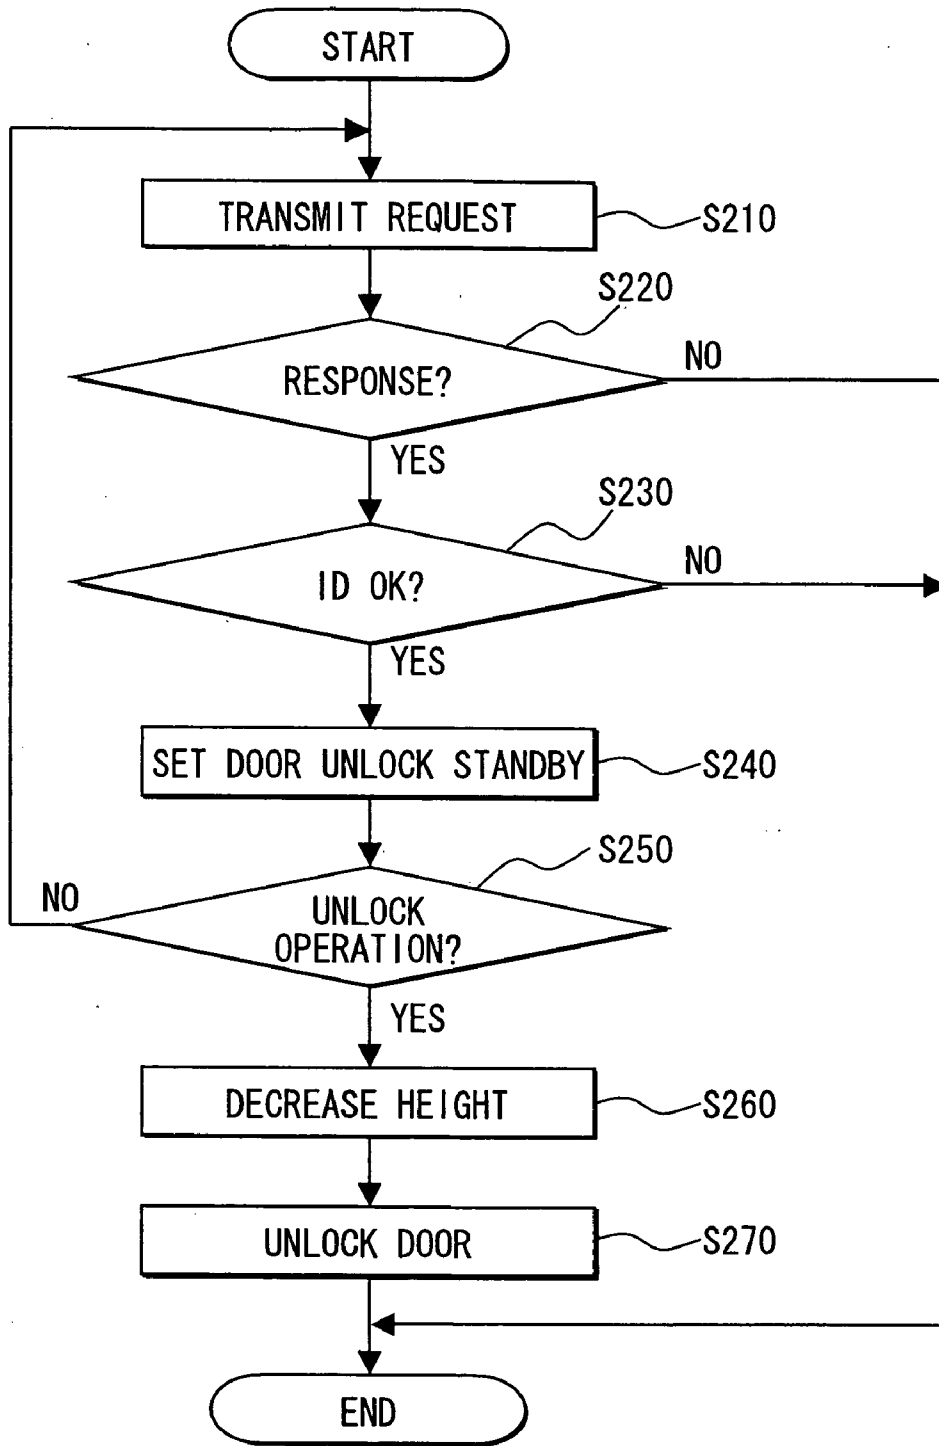 START
TRANSMIT REQUEST
S210
S220
RESPONSE?
NO
YES
S230
ID OK?
NO
YES
SET DOOR UNLOCK STANDBY
S240
S250
NO
UNLOCK
OPERATION?
YES
DECREASE HEIGHT
S260
UNLOCK DOOR
S270
END